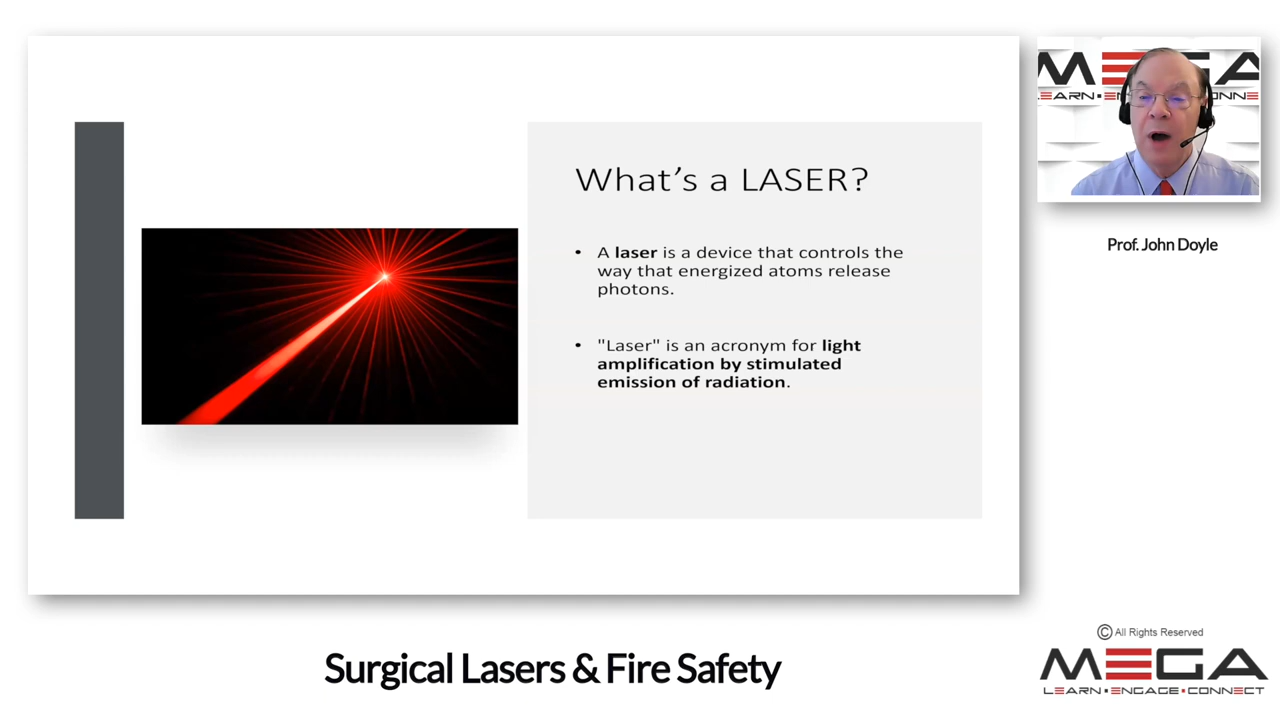 What's a LASER?
• A laser is a device that controls the
way that energized atoms release
photons.
• "Laser" is an acronym for light
amplification by stimulated
emission of radiation.
MEGA
LEARN
Prof. John Doyle
Surgical Lasers & Fire Safety
© All Rights Reserved
MEGA
LEARN • ENGAGE • CONNECT